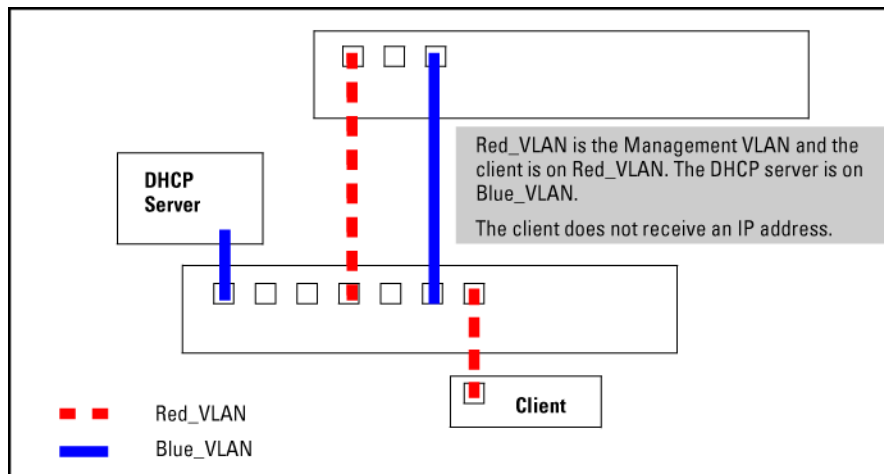 Red_VLAN is the Management VLAN and the
client is on Red_VLAN. The DHCP server is on
Blue_VLAN.
The client does not receive an IP address.
DHCP
Server
Client
Red_VLAN
Blue_VLAN